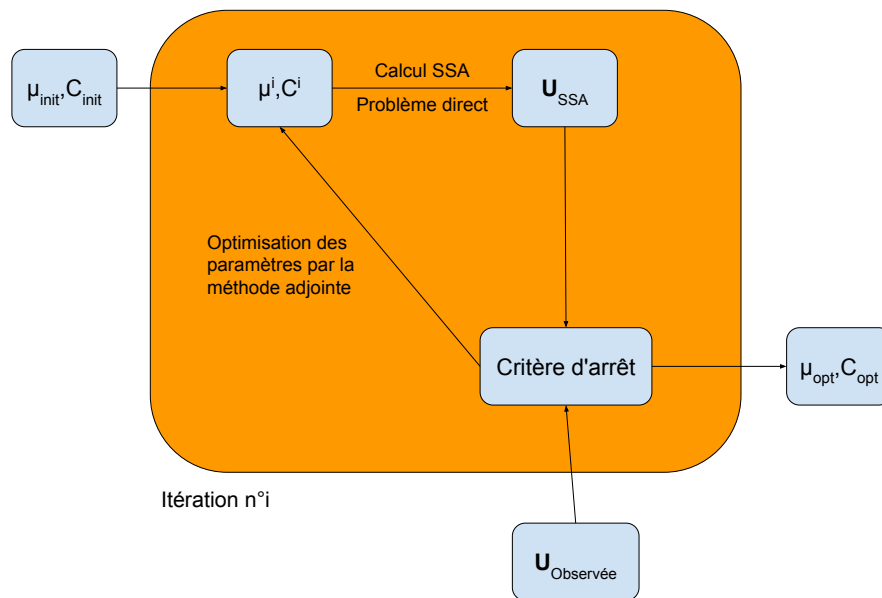 μinit,Cinit
μⁱ,Cⁱ
Calcul SSA
Problème direct
USSA
Optimisation des
paramètres par la
méthode adjointe
Critère d'arrêt
μopt,Copt
Itération n°i
UObservée